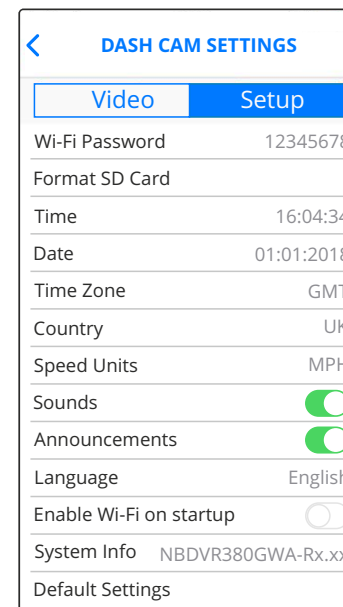 DASH CAM SETTINGS
Video Setup
Wi-Fi Password 12345678
Format SD Card
Time 16:04:34
Date 01:01:2018
Time Zone GMT
Country UK
Speed Units MPH
Sounds
Announcements
Language English
Enable Wi-Fi on startup
System Info NBDVR380GWA-Rx.xx
Default Settings